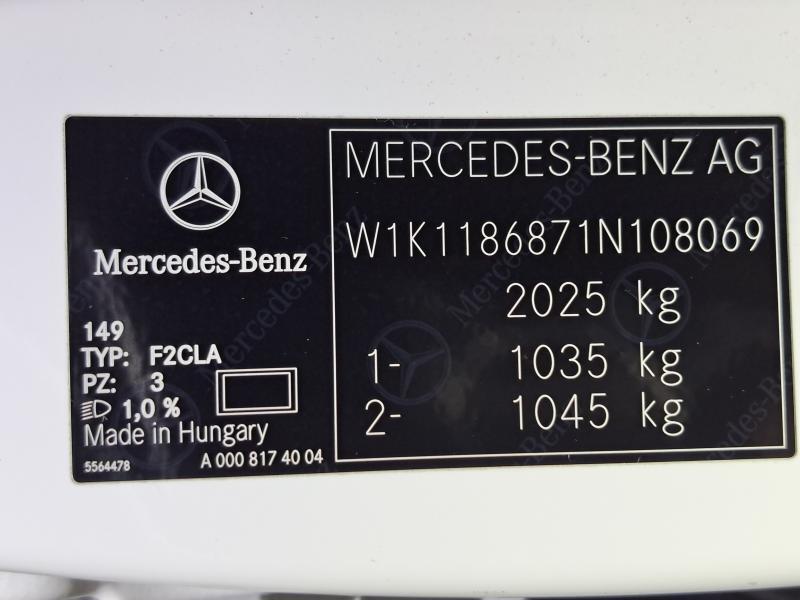 Mercedes-Benz
149
TYP: F2CLA
PZ: 3
1,0 %
Made in Hungary
5564478 A 000 817 40 04
MERCEDES-BENZ AG
W1K1186871N108069
2025 kg
1- 1035 kg
2- 1045 kg